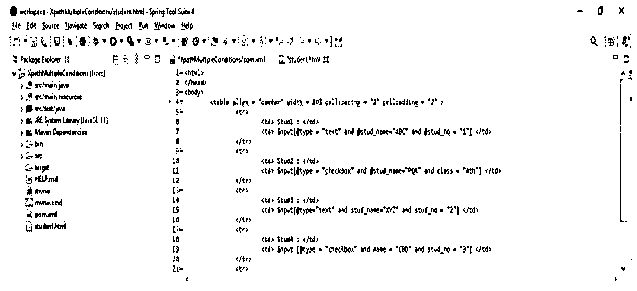 workspace - XpathMultipleConditions/student.html - Spring Tool Suite 4
File Edit Source Navigate Search Project Run Window Help
Package Explorer
*XpathMultipleConditions/pom.xml
*student.html
XpathMultipleConditions [boot]
src/main/java
src/main/resources
src/test/java
JRE System Library [JavaSE-11]
Maven Dependencies
bin
src
target
HELP.md
mvnw
mvnw.cmd
pom.xml
student.html
1 <html>
2 </head>
3 <body>
4 <table align = "center" width = 400 cellspacing = "2" cellpadding = "2" >
5 <tr>
6 <td> Stud1 : </td>
7 <td> $input[@type = "text" and @stud_name="ABC" and @stud_no = "1"] </td>
8 </tr>
9 <tr>
10 <td> Stud2 : </td>
11 <td> $input[@type = "checkbox" and @stud_name="PQR" and class = "4th"] </td>
12 </tr>
13 <tr>
14 <td> Stud3 : </td>
15 <td> $input[@type="text" and stud_name="XYZ" and stud_no = "2"] </td>
16 </tr>
17 <tr>
18 <td> Stud4 : </td>
19 <td> $input [@type = "checkbox" and name = "CBD" and stud_no = "3"] </td>
20 </tr>
21 <tr>